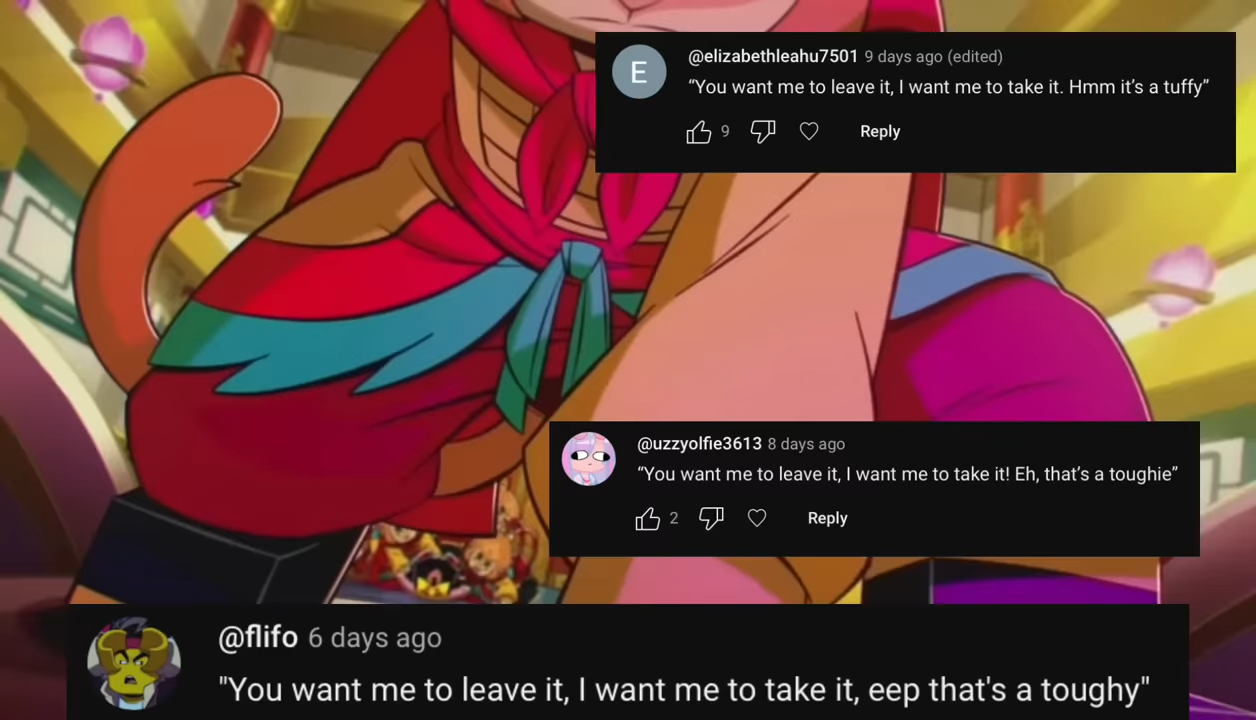 E
@elizabethleahu7501 9 days ago (edited)
“You want me to leave it, I want me to take it. Hmm it’s a tuffy”
9 Reply
@uzzyolfie3613 8 days ago
“You want me to leave it, I want me to take it! Eh, that’s a toughie”
2 Reply
@flifo 6 days ago
"You want me to leave it, I want me to take it, eep that's a toughy"